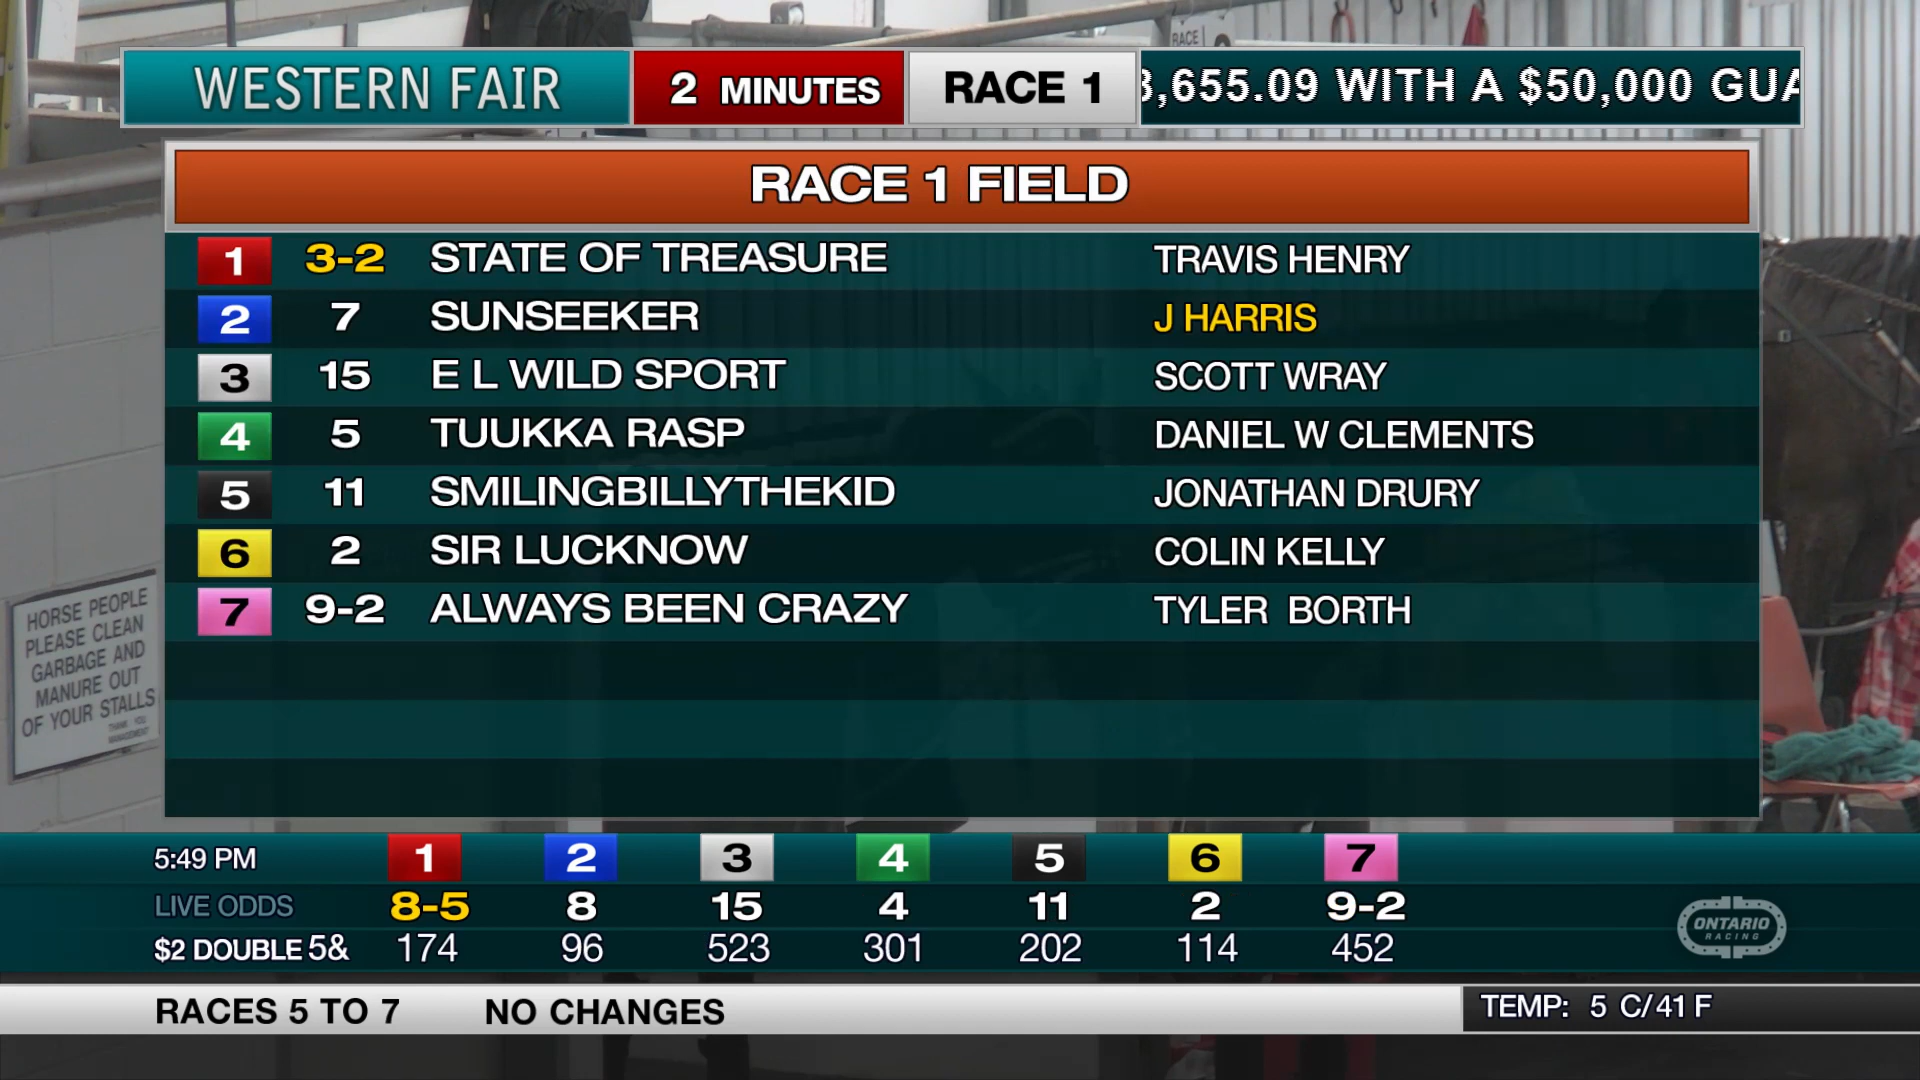 RACE
WESTERN FAIR 2 MINUTES RACE 1 3,655.09 WITH A $50,000 GUA
RACE 1 FIELD
1 3-2 STATE OF TREASURE TRAVIS HENRY
2 7 SUNSEEKER J HARRIS
3 15 E L WILD SPORT SCOTT WRAY
4 5 TUUKKA RASP DANIEL W CLEMENTS
5 11 SMILINGBILLYTHEKID JONATHAN DRURY
6 2 SIR LUCKNOW COLIN KELLY
7 9-2 ALWAYS BEEN CRAZY TYLER BORTH
HORSE PEOPLE
PLEASE CLEAN
GARBAGE AND
MANURE OUT
OF YOUR STALLS
THANK YOU
MANAGEMENT
5:49 PM 1 2 3 4 5 6 7
LIVE ODDS 8-5 8 15 4 11 2 9-2
$2 DOUBLE 5& 174 96 523 301 202 114 452
ONTARIO
RACING
RACES 5 TO 7 NO CHANGES TEMP: 5 C/41 F